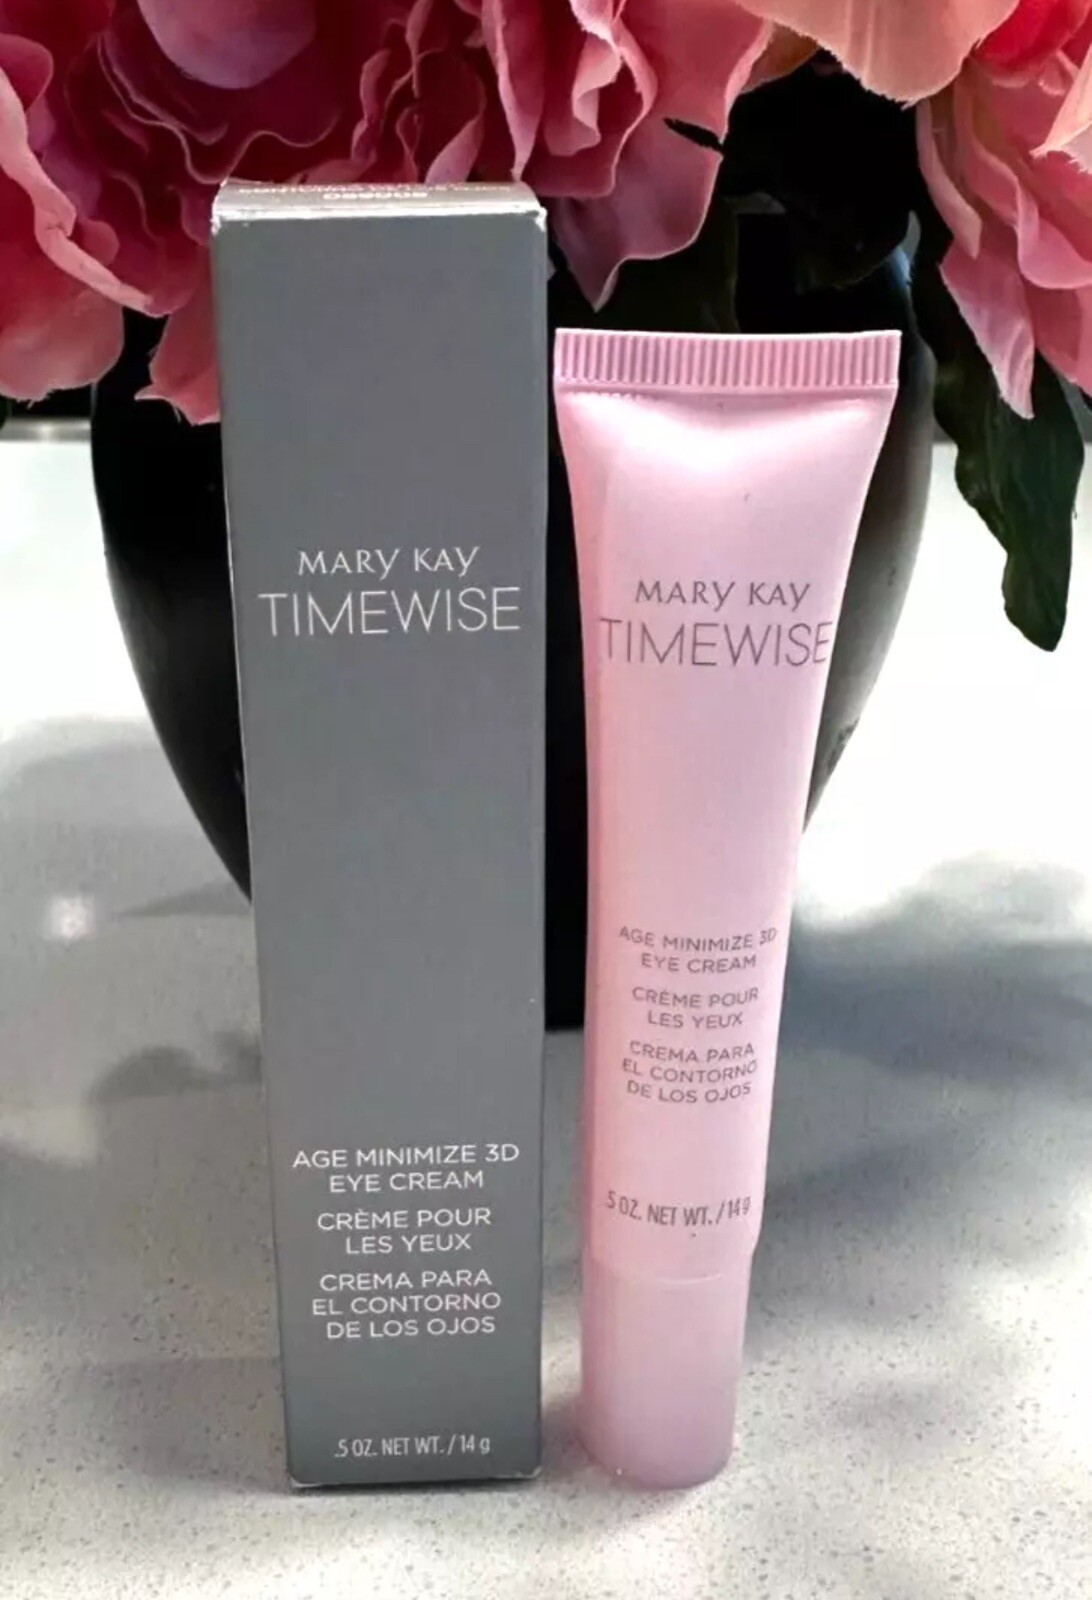 MARY KAY
TIMEWISE
AGE MINIMIZE 3D
EYE CREAM
CRÈME POUR
LES YEUX
CREMA PARA
EL CONTORNO
DE LOS OJOS
.5 OZ. NET WT. / 14 g
MARY KAY
TIMEWISE
AGE MINIMIZE 3D
EYE CREAM
CRÈME POUR
LES YEUX
CREMA PARA
EL CONTORNO
DE LOS OJOS
.5 OZ. NET WT. / 14 g